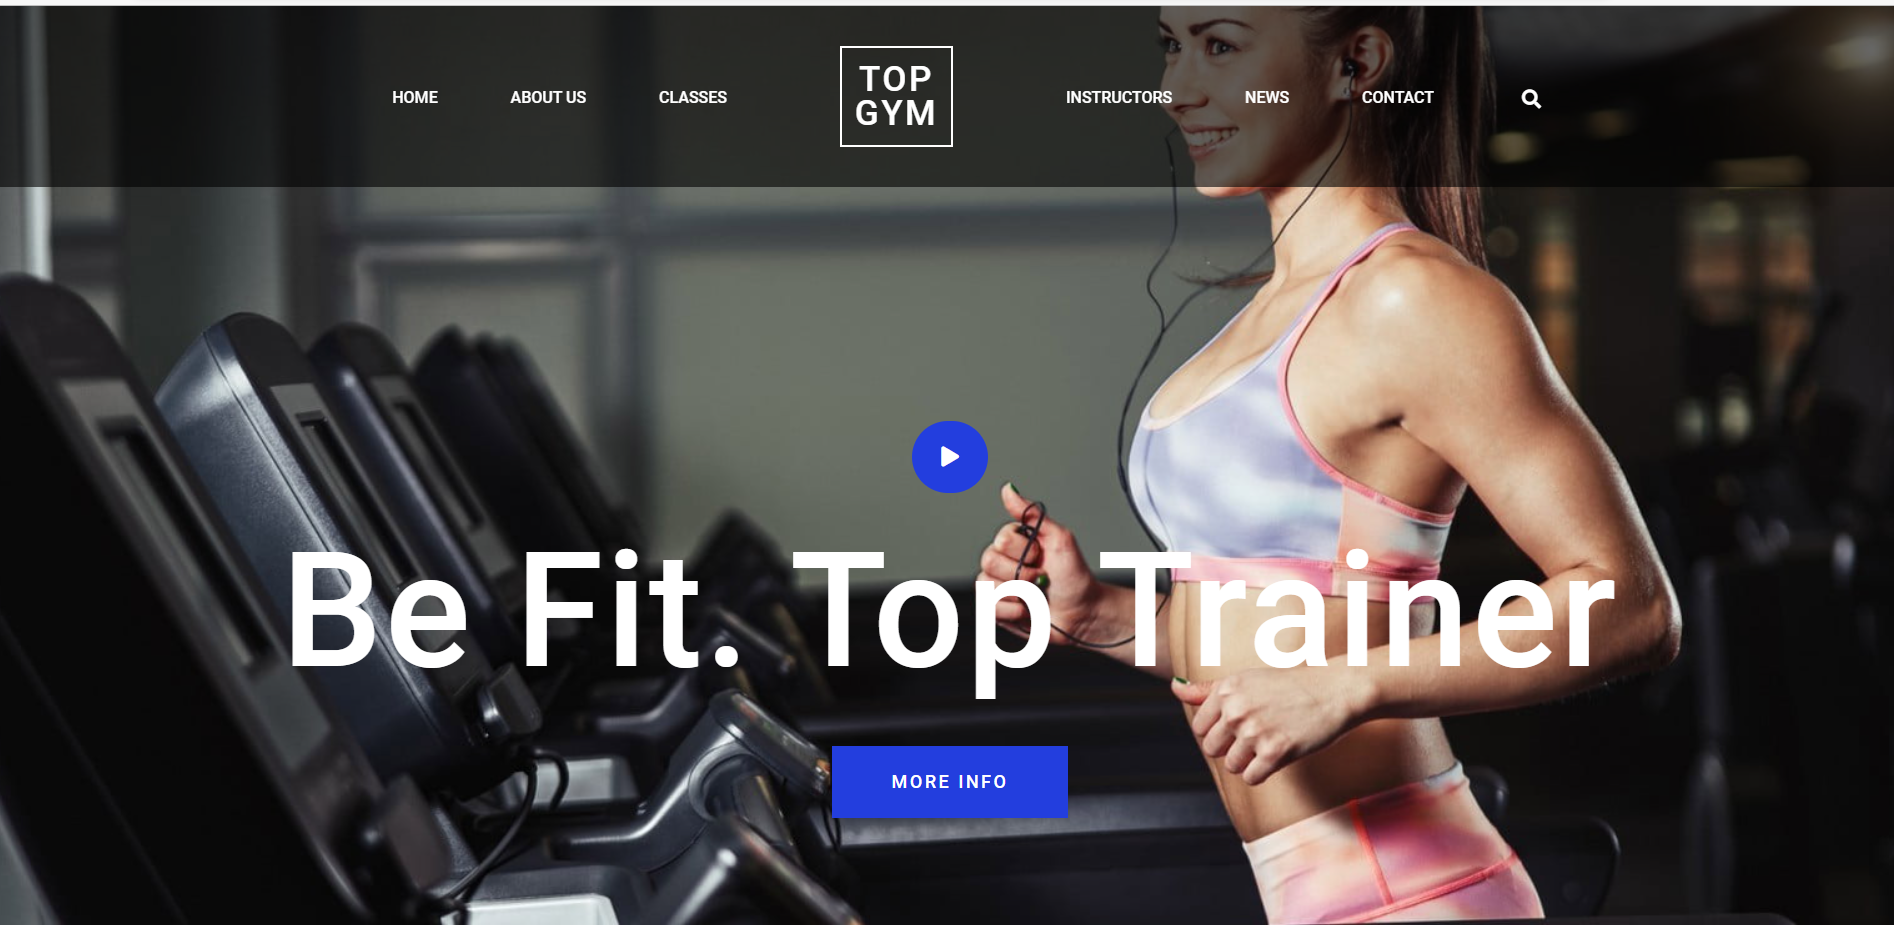 HOME ABOUT US CLASSES
TOP
GYM
INSTRUCTORS NEWS CONTACT
Be Fit. Top Trainer
MORE INFO